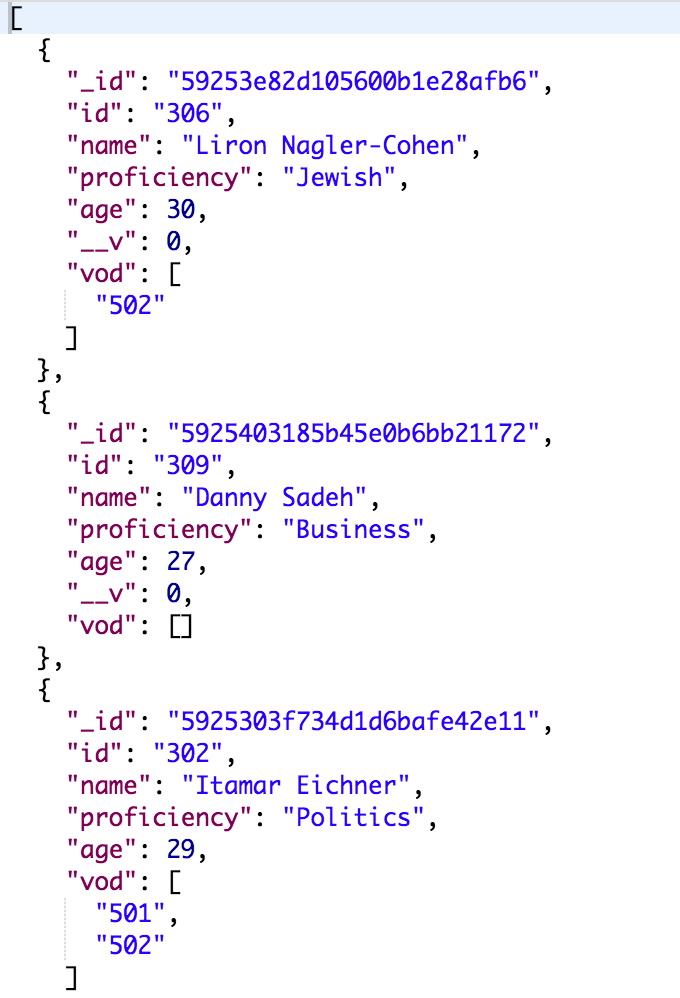 [
  {
    "_id": "59253e82d105600b1e28afb6",
    "id": "306",
    "name": "Liron Nagler-Cohen",
    "proficiency": "Jewish",
    "age": 30,
    "__v": 0,
    "vod": [
      "502"
    ]
  },
  {
    "_id": "5925403185b45e0b6bb21172",
    "id": "309",
    "name": "Danny Sadeh",
    "proficiency": "Business",
    "age": 27,
    "__v": 0,
    "vod": []
  },
  {
    "_id": "5925303f734d1d6bafe42e11",
    "id": "302",
    "name": "Itamar Eichner",
    "proficiency": "Politics",
    "age": 29,
    "vod": [
      "501",
      "502"
    ]